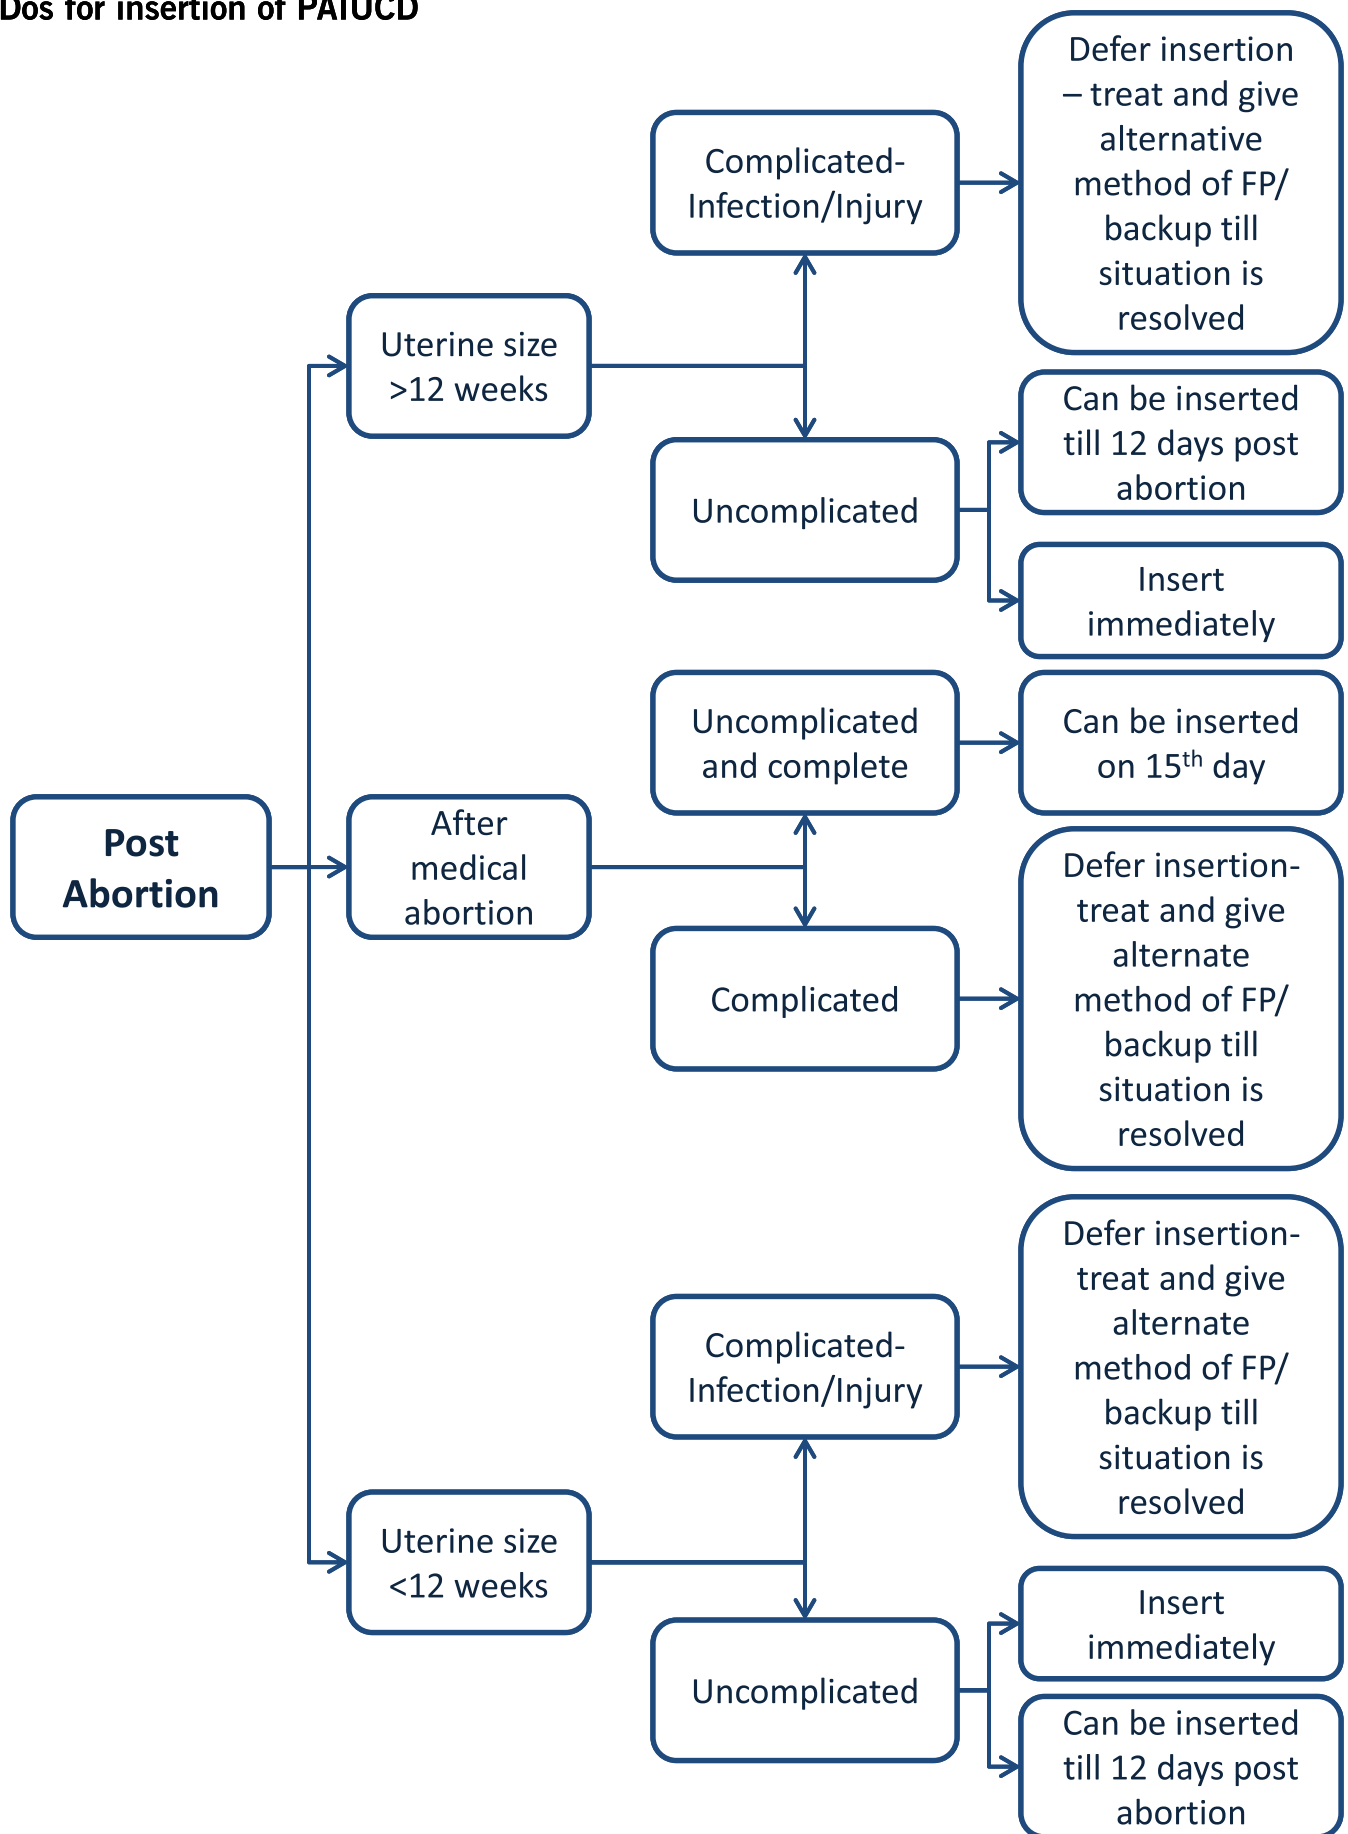 Dos for insertion of PAIUCD
Defer insertion
– treat and give
alternative
method of FP/
backup till
situation is
resolved
Complicated-
Infection/Injury
Uterine size
>12 weeks
Can be inserted
till 12 days post
abortion
Uncomplicated
Insert
immediately
Uncomplicated
and complete
Can be inserted
on 15th day
Post
Abortion
After
medical
abortion
Defer insertion-
treat and give
alternate
method of FP/
backup till
situation is
resolved
Complicated
Defer insertion-
treat and give
alternate
method of FP/
backup till
situation is
resolved
Complicated-
Infection/Injury
Uterine size
<12 weeks
Insert
immediately
Uncomplicated
Can be inserted
till 12 days post
abortion